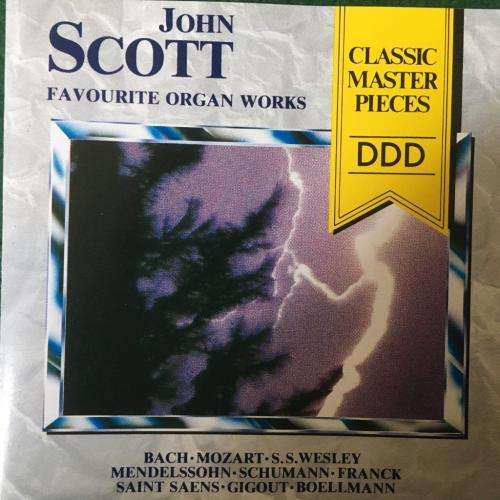 JOHN
SCOTT
FAVOURITE ORGAN WORKS
CLASSIC
MASTER
PIECES
DDD
BACH·MOZART·S.S.WESLEY
MENDELSSOHN·SCHUMANN·FRANCK
SAINT SAENS·GIGOUT·BOELLMANN